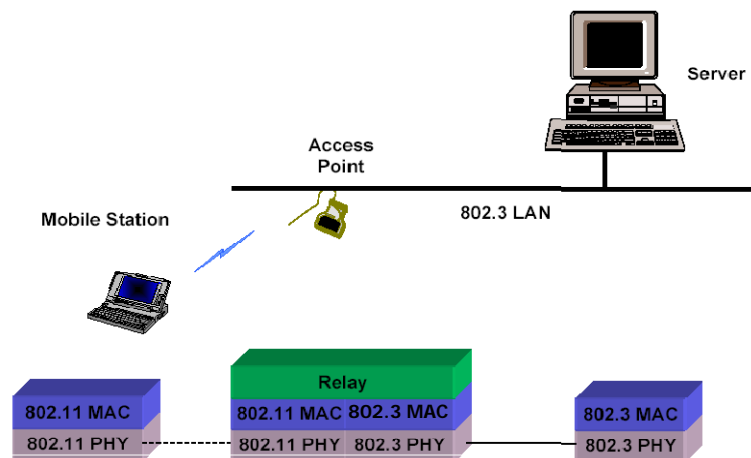 Server
Access
Point
802.3 LAN
Mobile Station
Relay
802.11 MAC
802.11 MAC
802.3 MAC
802.3 MAC
802.11 PHY
802.11 PHY
802.3 PHY
802.3 PHY